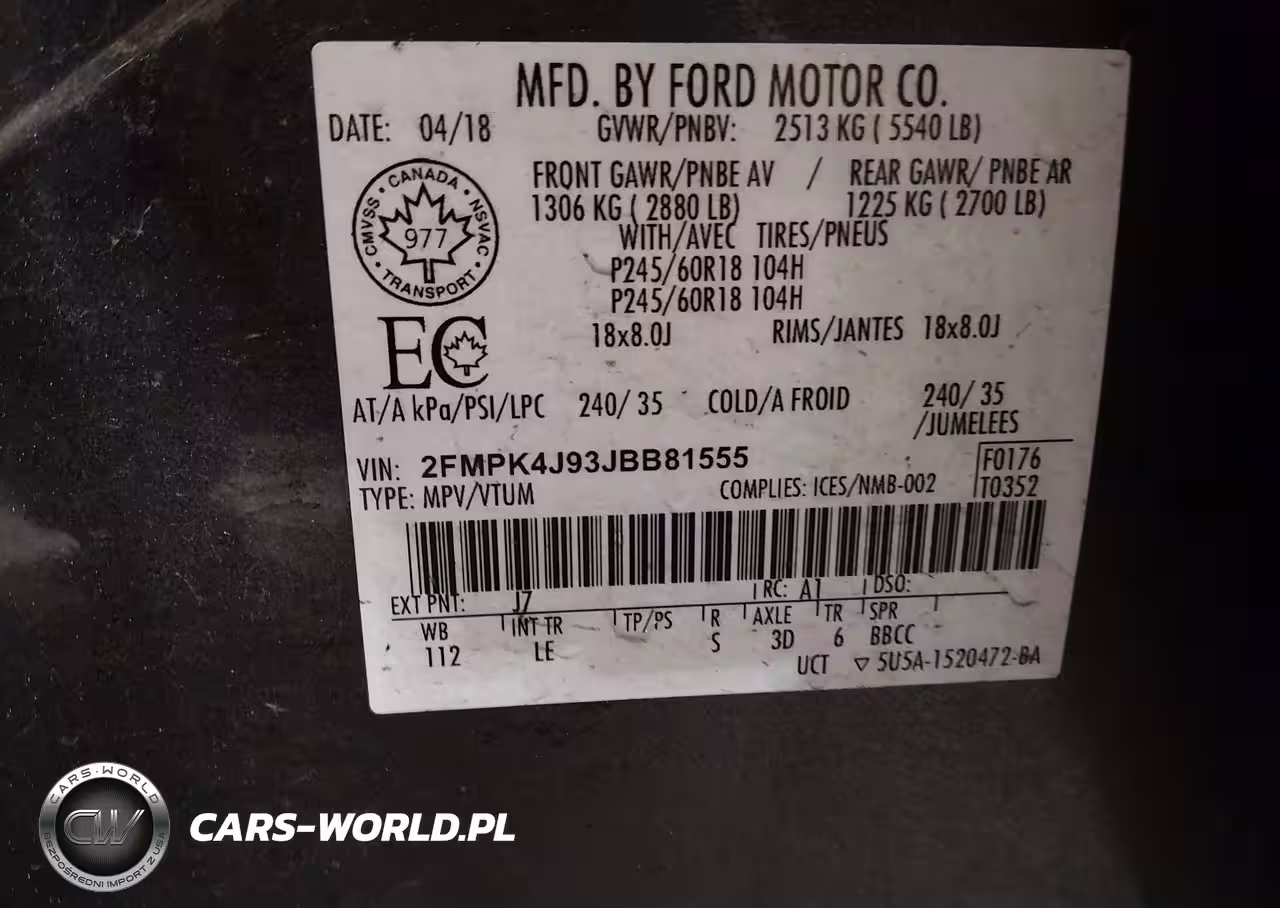 MFD. BY FORD MOTOR CO.
DATE: 04/18 GVWR/PNBV: 2513 KG ( 5540 LB)
FRONT GAWR/PNBE AV / REAR GAWR/ PNBE AR
1306 KG ( 2880 LB) 1225 KG ( 2700 LB)
WITH/AVEC TIRES/PNEUS
P245/60R18 104H
P245/60R18 104H
18x8.0J RIMS/JANTES 18x8.0J
CANADA
CMVSS • NSVAC
977
TRANSPORT
EC
AT/A kPa/PSI/LPC 240/ 35 COLD/A FROID 240/ 35
/JUMELEES
VIN: 2FMPK4J93JBB81555
F0176
TYPE: MPV/VTUM COMPLIES: ICES/NMB-002 T0352
EXT PNT: J7 RC: A1 DSO:
WB INT TR TP/PS R AXLE TR SPR
112 LE S 3D 6 BBCC
UCT ▽ 5U5A-1520472-BA
CARS-WORLD
CW
BEZPOŚREDNI IMPORT Z USA
CARS-WORLD.PL